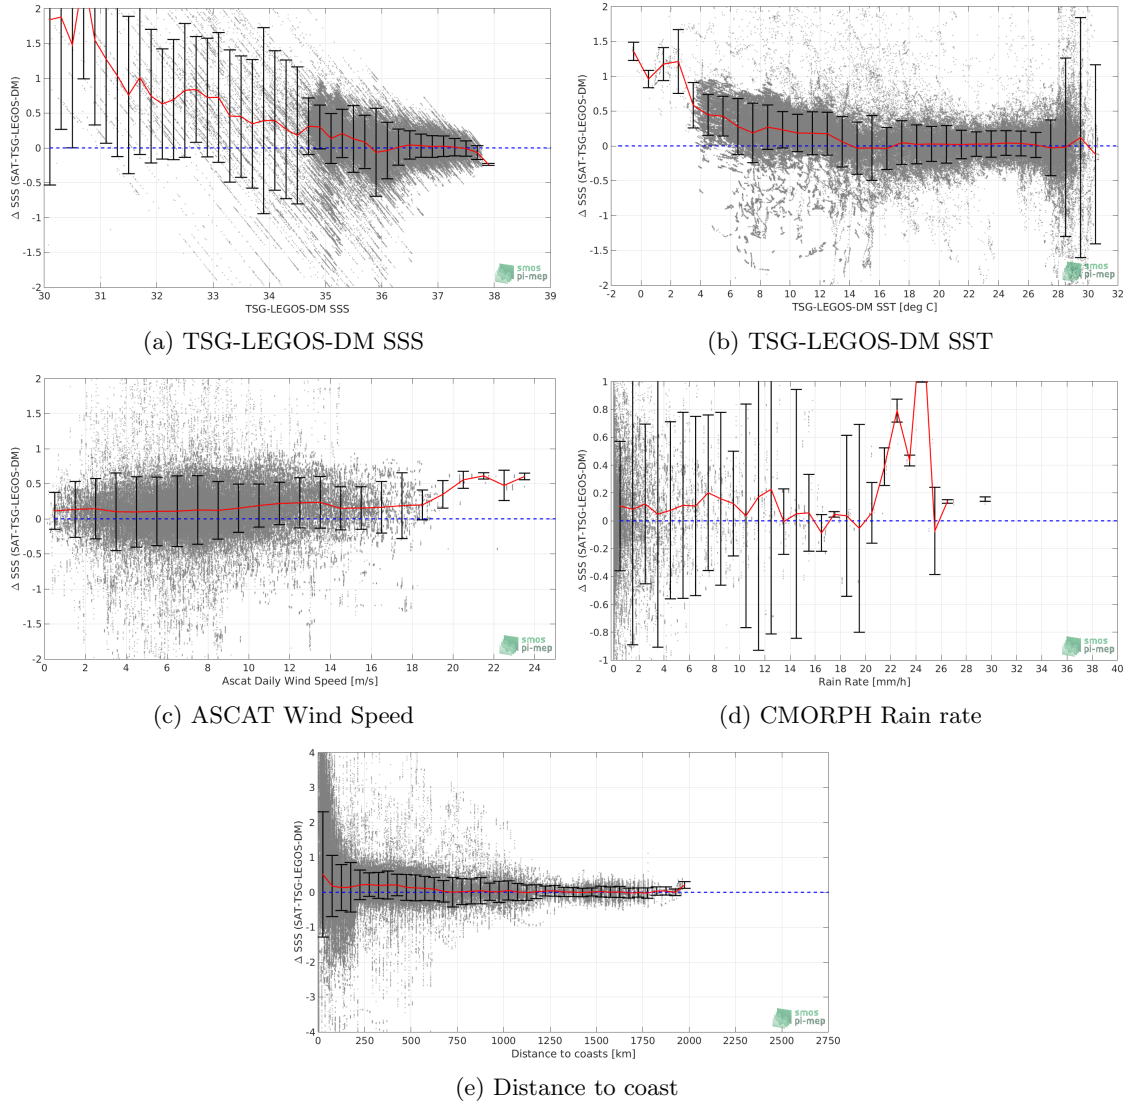 2
1.5
1
0.5
0
-0.5
-1
-1.5
-2
Δ SSS (SAT-TSG-LEGOS-DM)
30 31 32 33 34 35 36 37 38 39
TSG-LEGOS-DM SSS
smos
pi-mep
(a) TSG-LEGOS-DM SSS
2
1.5
1
0.5
0
-0.5
-1
-1.5
-2
Δ SSS (SAT-TSG-LEGOS-DM)
-2 0 2 4 6 8 10 12 14 16 18 20 22 24 26 28 30 32
TSG-LEGOS-DM SST [deg C]
smos
pi-mep
(b) TSG-LEGOS-DM SST
2
1.5
1
0.5
0
-0.5
-1
-1.5
-2
Δ SSS (SAT-TSG-LEGOS-DM)
0 2 4 6 8 10 12 14 16 18 20 22 24
Ascat Daily Wind Speed [m/s]
smos
pi-mep
(c) ASCAT Wind Speed
1
0.8
0.6
0.4
0.2
0
-0.2
-0.4
-0.6
-0.8
-1
Δ SSS (SAT-TSG-LEGOS-DM)
0 2 4 6 8 10 12 14 16 18 20 22 24 26 28 30 32 34 36 38 40
Rain Rate [mm/h]
smos
pi-mep
(d) CMORPH Rain rate
4
3
2
1
0
-1
-2
-3
-4
Δ SSS (SAT-TSG-LEGOS-DM)
0 250 500 750 1000 1250 1500 1750 2000 2250 2500 2750
Distance to coasts [km]
smos
pi-mep
(e) Distance to coast